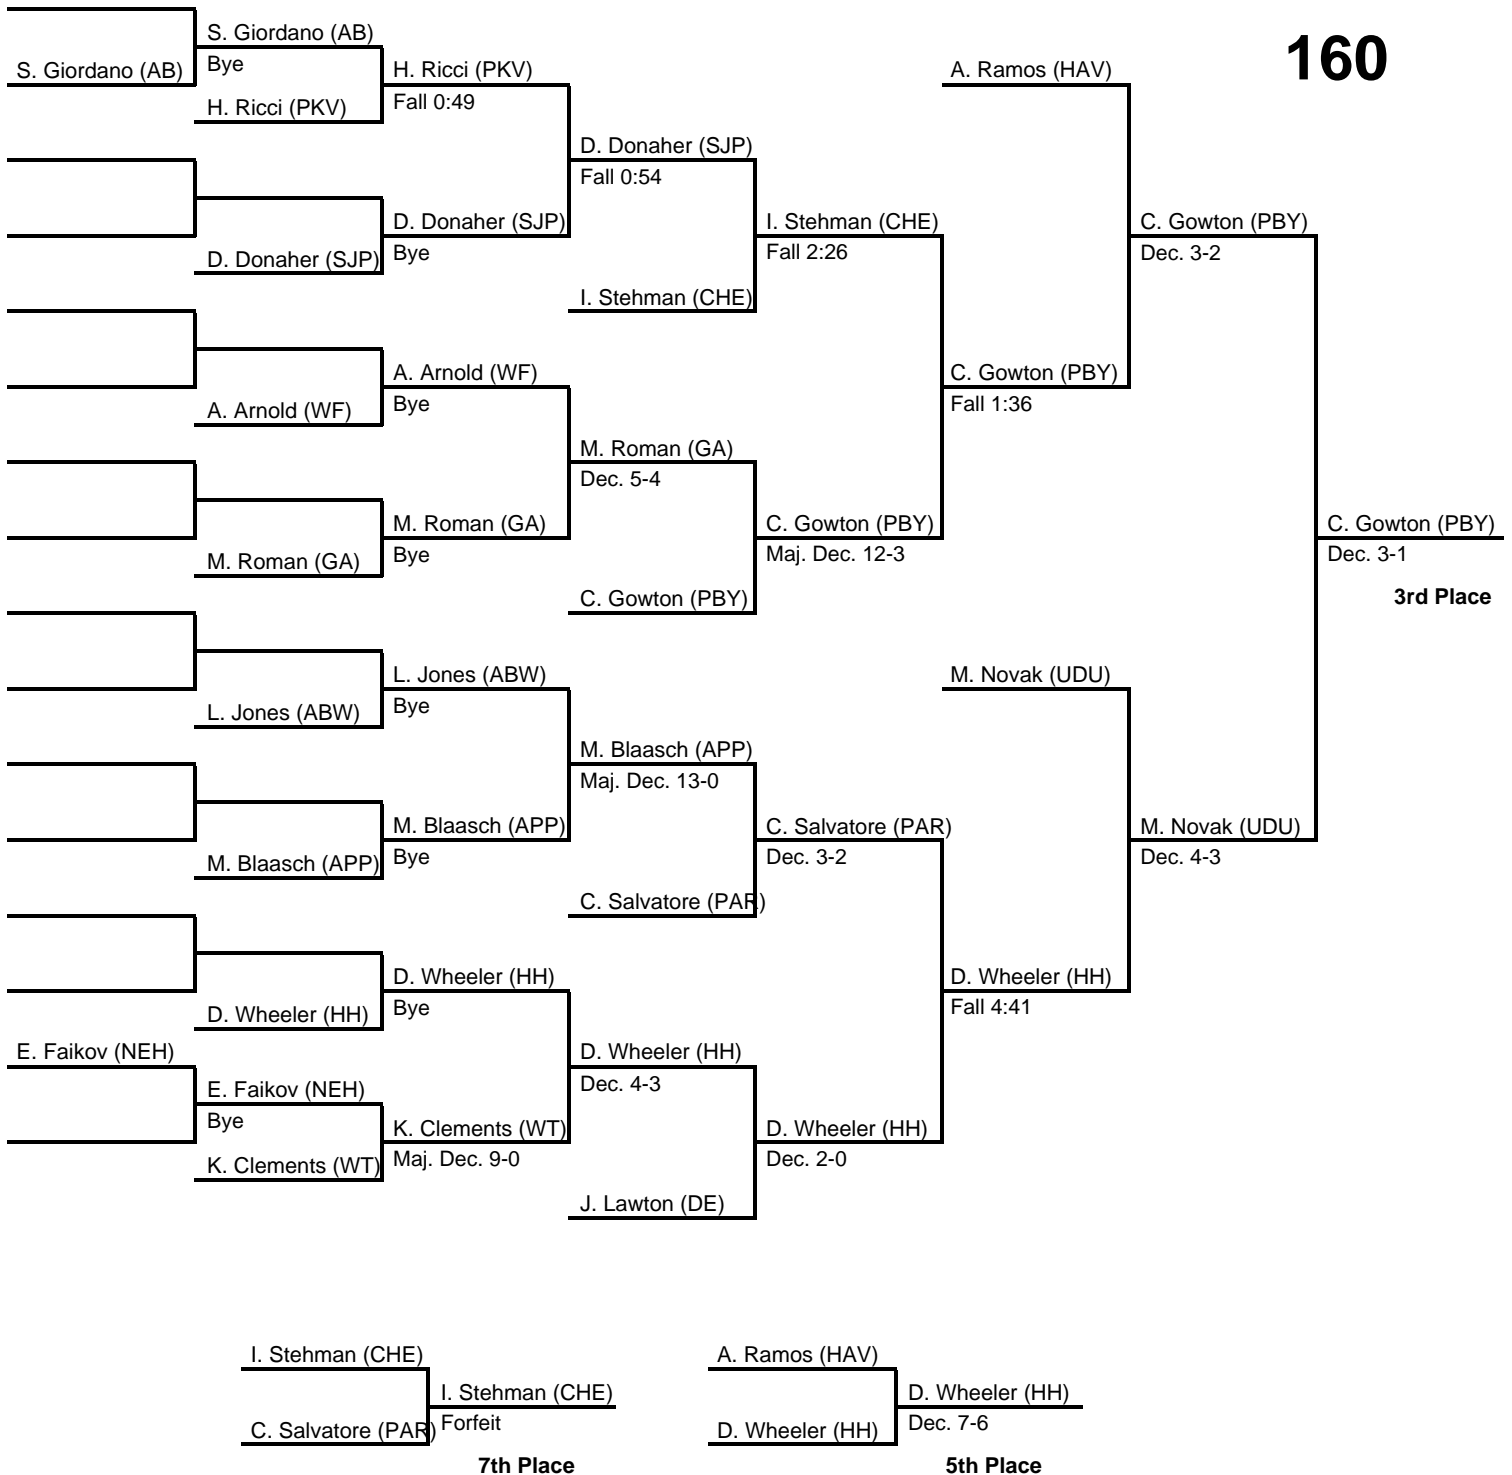 160
S. Giordano (AB)
S. Giordano (AB)
Bye
H. Ricci (PKV)
H. Ricci (PKV)
Fall 0:49
D. Donaher (SJP)
D. Donaher (SJP)
Bye
D. Donaher (SJP)
Fall 0:54
I. Stehman (CHE)
I. Stehman (CHE)
Fall 2:26
A. Arnold (WF)
A. Arnold (WF)
Bye
M. Roman (GA)
M. Roman (GA)
Bye
M. Roman (GA)
Dec. 5-4
C. Gowton (PBY)
C. Gowton (PBY)
Maj. Dec. 12-3
C. Gowton (PBY)
Fall 1:36
A. Ramos (HAV)
C. Gowton (PBY)
Dec. 3-2
L. Jones (ABW)
L. Jones (ABW)
Bye
M. Blaasch (APP)
M. Blaasch (APP)
Bye
M. Blaasch (APP)
Maj. Dec. 13-0
C. Salvatore (PAR)
C. Salvatore (PAR)
Dec. 3-2
D. Wheeler (HH)
D. Wheeler (HH)
Bye
E. Faikov (NEH)
E. Faikov (NEH)
Bye
K. Clements (WT)
K. Clements (WT)
Maj. Dec. 9-0
D. Wheeler (HH)
Dec. 4-3
J. Lawton (DE)
D. Wheeler (HH)
Dec. 2-0
D. Wheeler (HH)
Fall 4:41
M. Novak (UDU)
M. Novak (UDU)
Dec. 4-3
C. Gowton (PBY)
Dec. 3-1
3rd Place
I. Stehman (CHE)
C. Salvatore (PAR)
I. Stehman (CHE)
Forfeit
7th Place
A. Ramos (HAV)
D. Wheeler (HH)
D. Wheeler (HH)
Dec. 7-6
5th Place